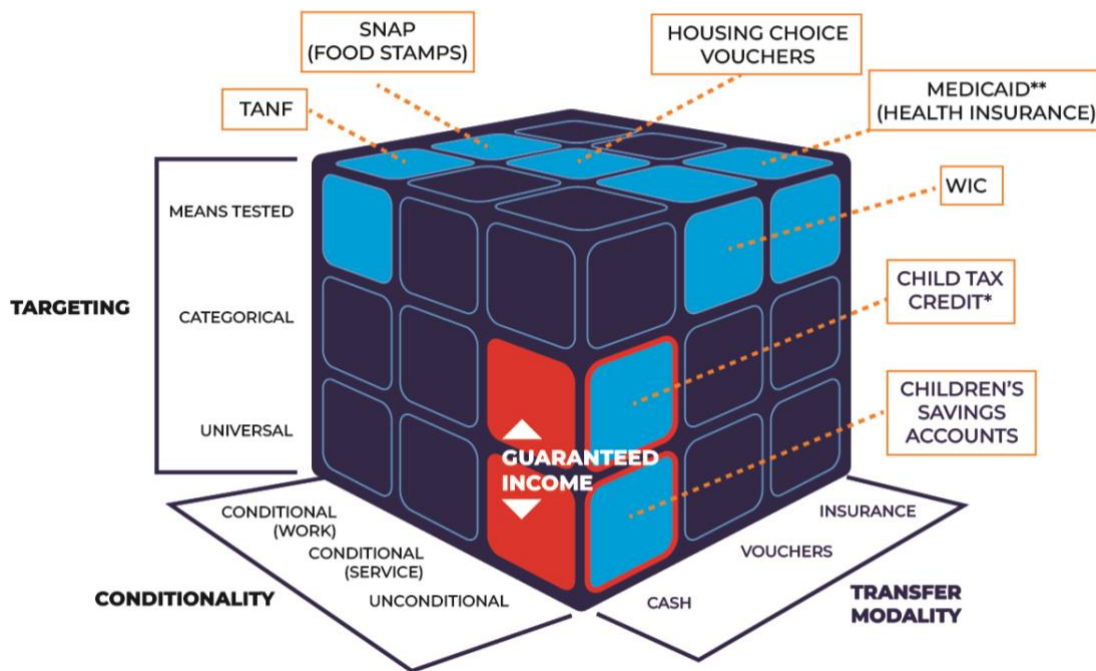 SNAP
(FOOD STAMPS)
HOUSING CHOICE
VOUCHERS
TANF
MEDICAID**
(HEALTH INSURANCE)
WIC
MEANS TESTED
CHILD TAX
CREDIT*
TARGETING
CATEGORICAL
CHILDREN'S
SAVINGS
ACCOUNTS
UNIVERSAL
GUARANTEED
INCOME
CONDITIONAL
(WORK)
CONDITIONAL
(SERVICE)
UNCONDITIONAL
CONDITIONALITY
INSURANCE
VOUCHERS
CASH
TRANSFER
MODALITY